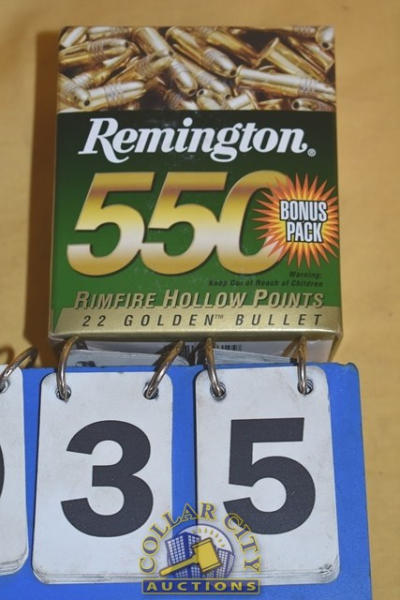 Remington®
550
BONUS
PACK
Warning:
Keep Out of Reach of Children
RIMFIRE HOLLOW POINTS
22 GOLDEN™ BULLET
3 5
COLLAR CITY
AUCTIONS